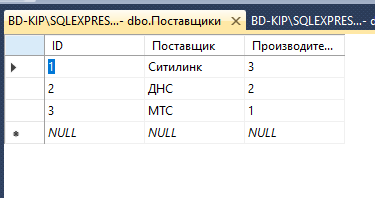 BD-KIP\SQLEXPRES...- dbo.Поставщики BD-KIP\SQLEXPRES...- d
ID Поставщик Производите...
1 Ситилинк 3
2 ДНС 2
3 МТС 1
NULL NULL NULL